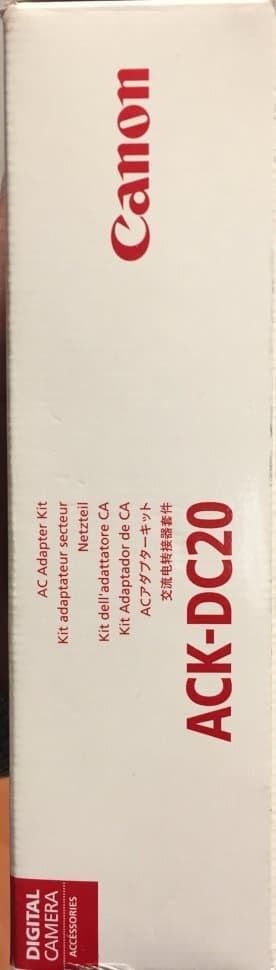 DIGITAL
CAMERA
ACCESSORIES
AC Adapter Kit
Kit adaptateur secteur
Netzteil
Kit dell'adattatore CA
Kit Adaptador de CA
ACアダプターキット
交流电转接器套件
ACK-DC20
Canon